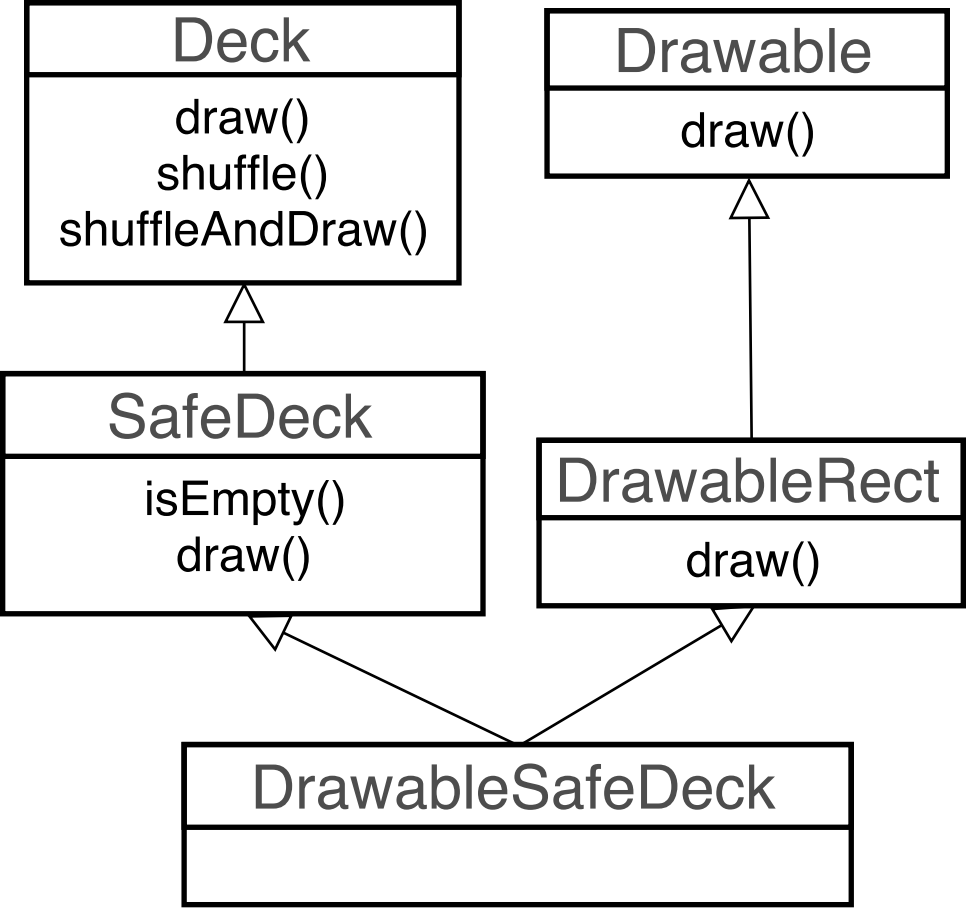 Deck
draw()
shuffle()
shuffleAndDraw()
Drawable
draw()
SafeDeck
isEmpty()
draw()
DrawableRect
draw()
DrawableSafeDeck